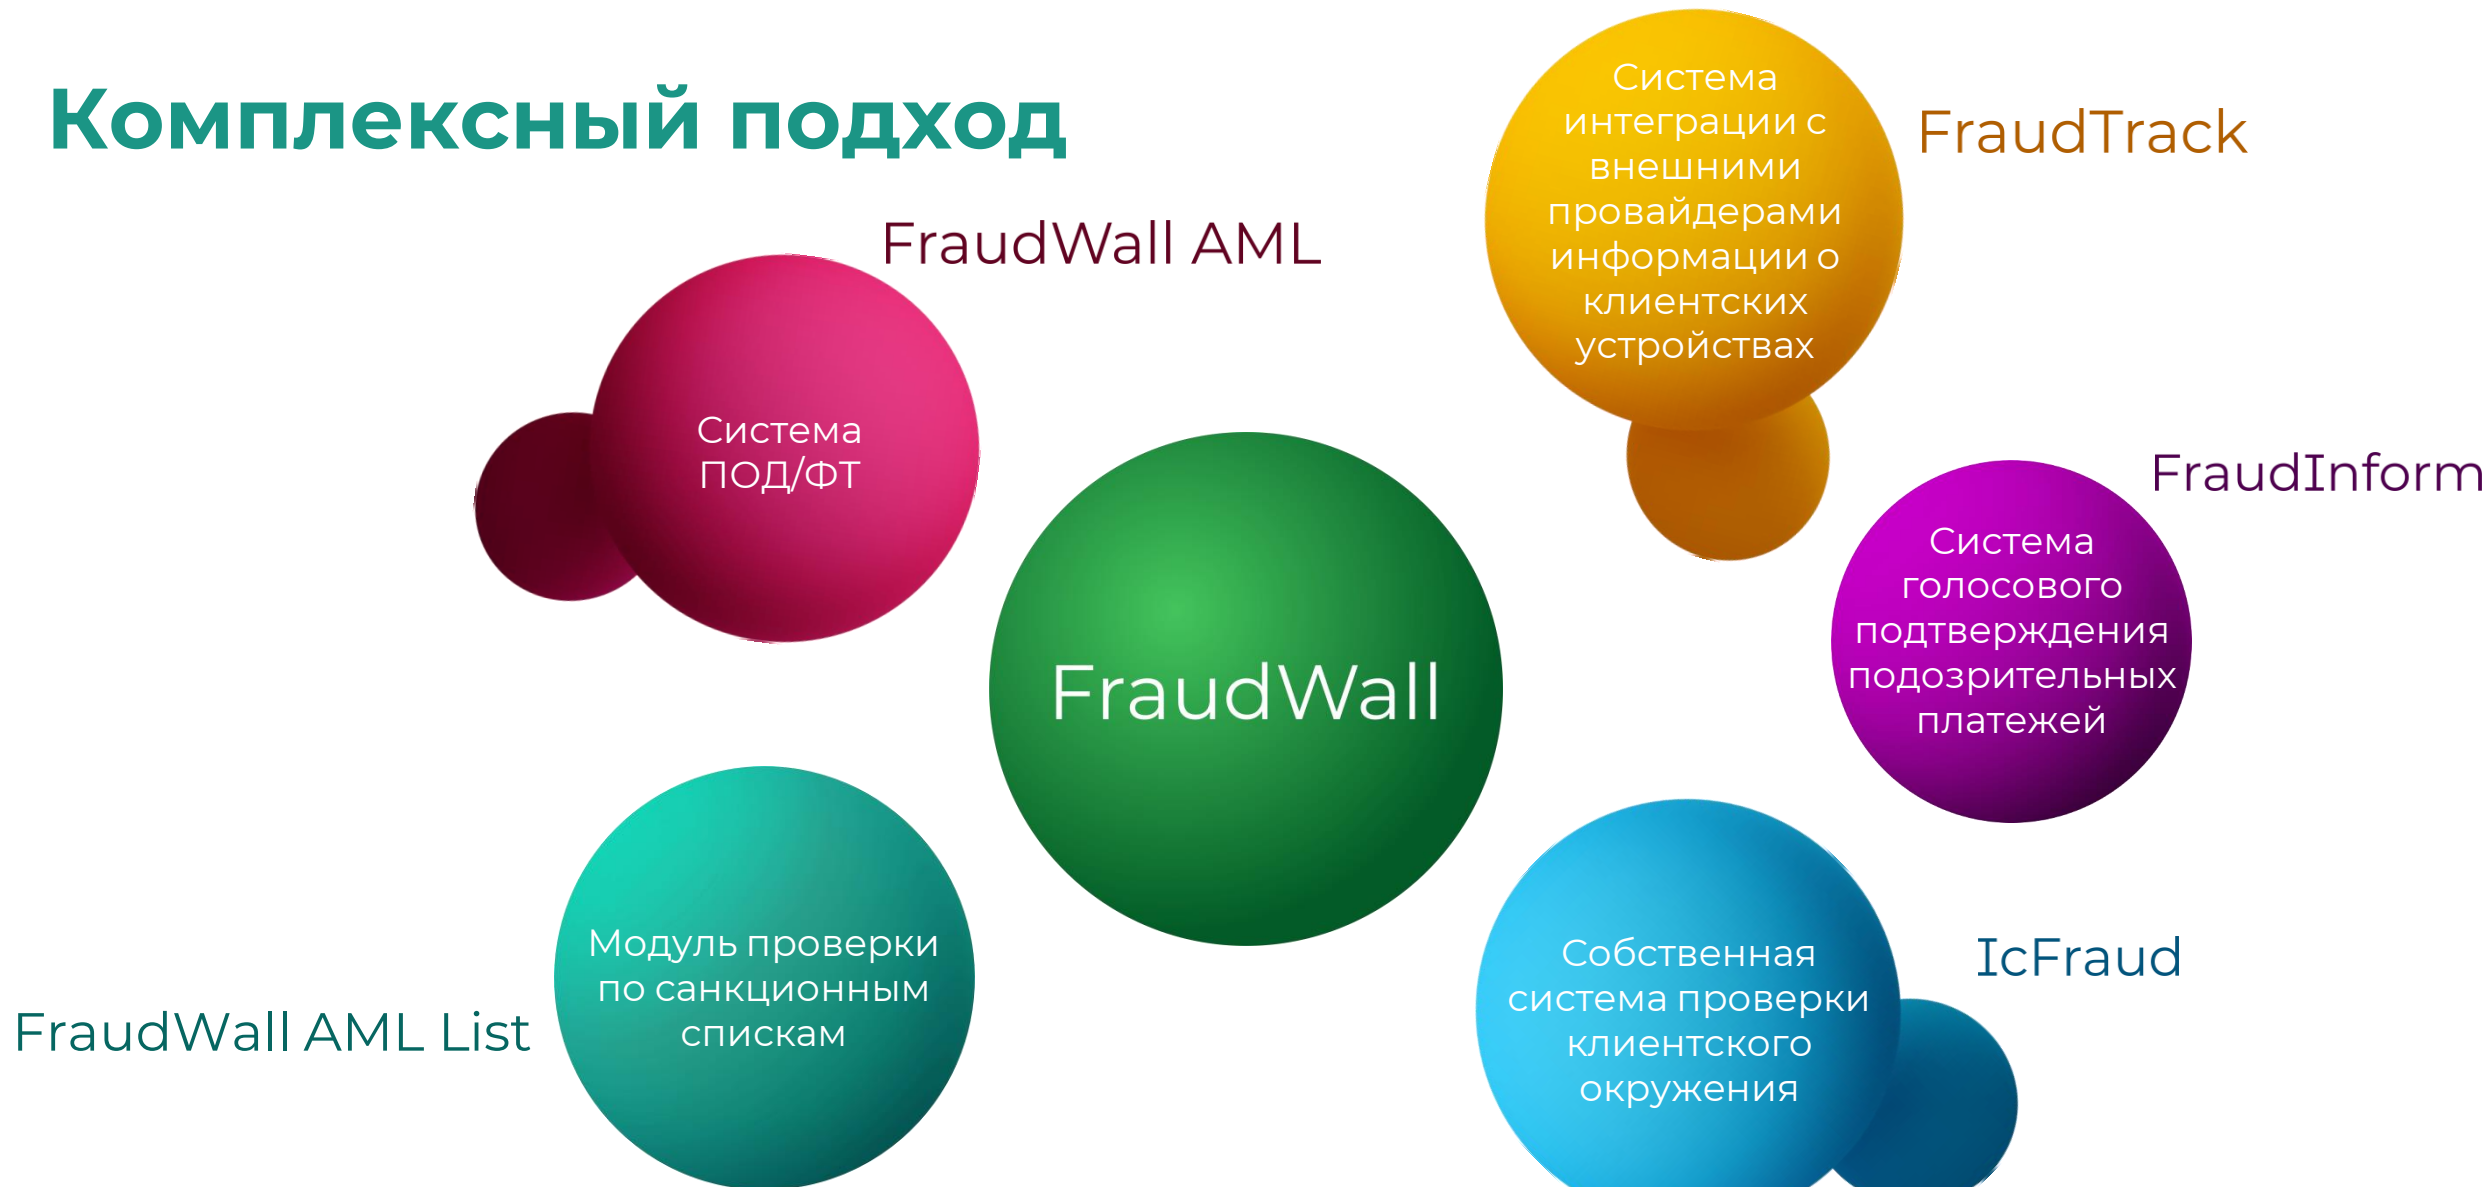 Комплексный подход
FraudWall AML
Система
ПОД/ФТ
Система
интеграции с
внешними
провайдерами
информации о
клиентских
устройствах
FraudTrack
FraudInform
Система
голосового
подтверждения
подозрительных
платежей
FraudWall
Модуль проверки
по санкционным
спискам
FraudWall AML List
Собственная
система проверки
клиентского
окружения
IcFraud